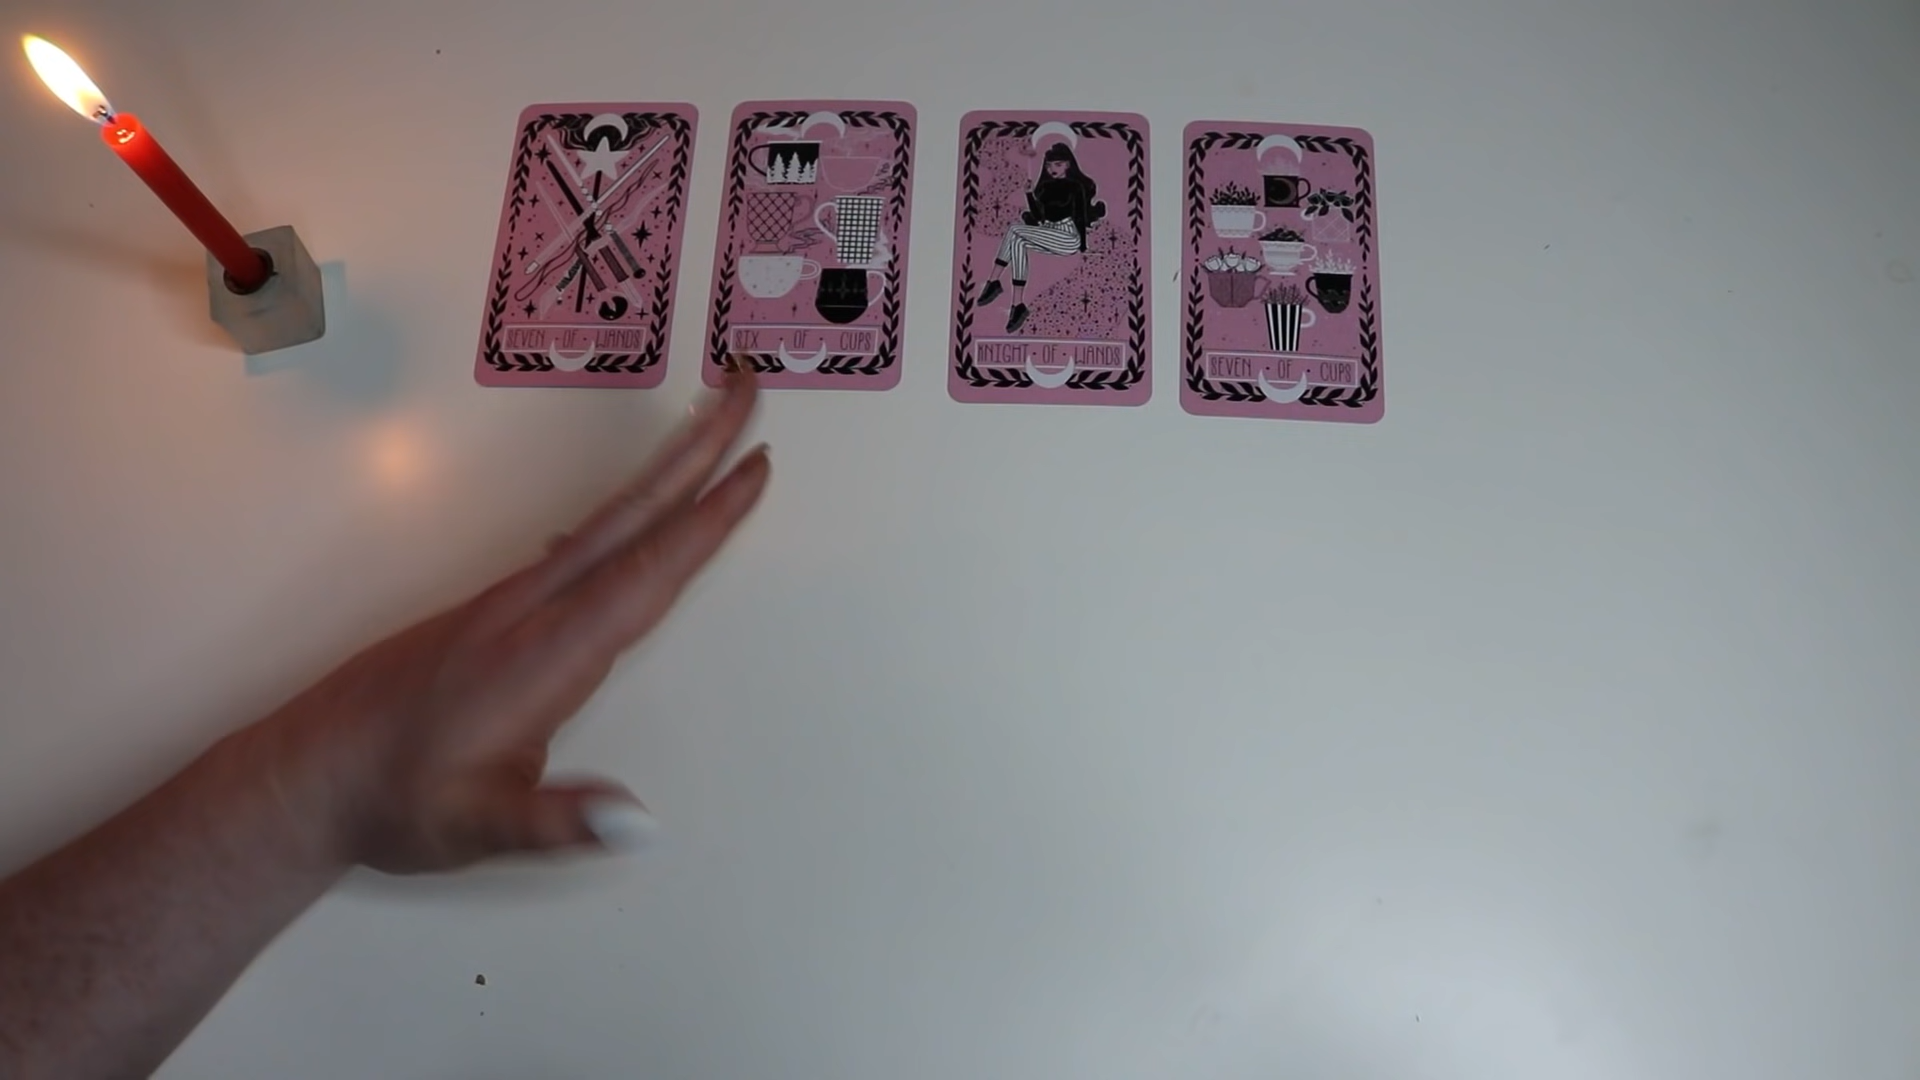 SEVEN · OF · WANDS
SIX · OF · CUPS
KNIGHT · OF · WANDS
SEVEN · OF · CUPS